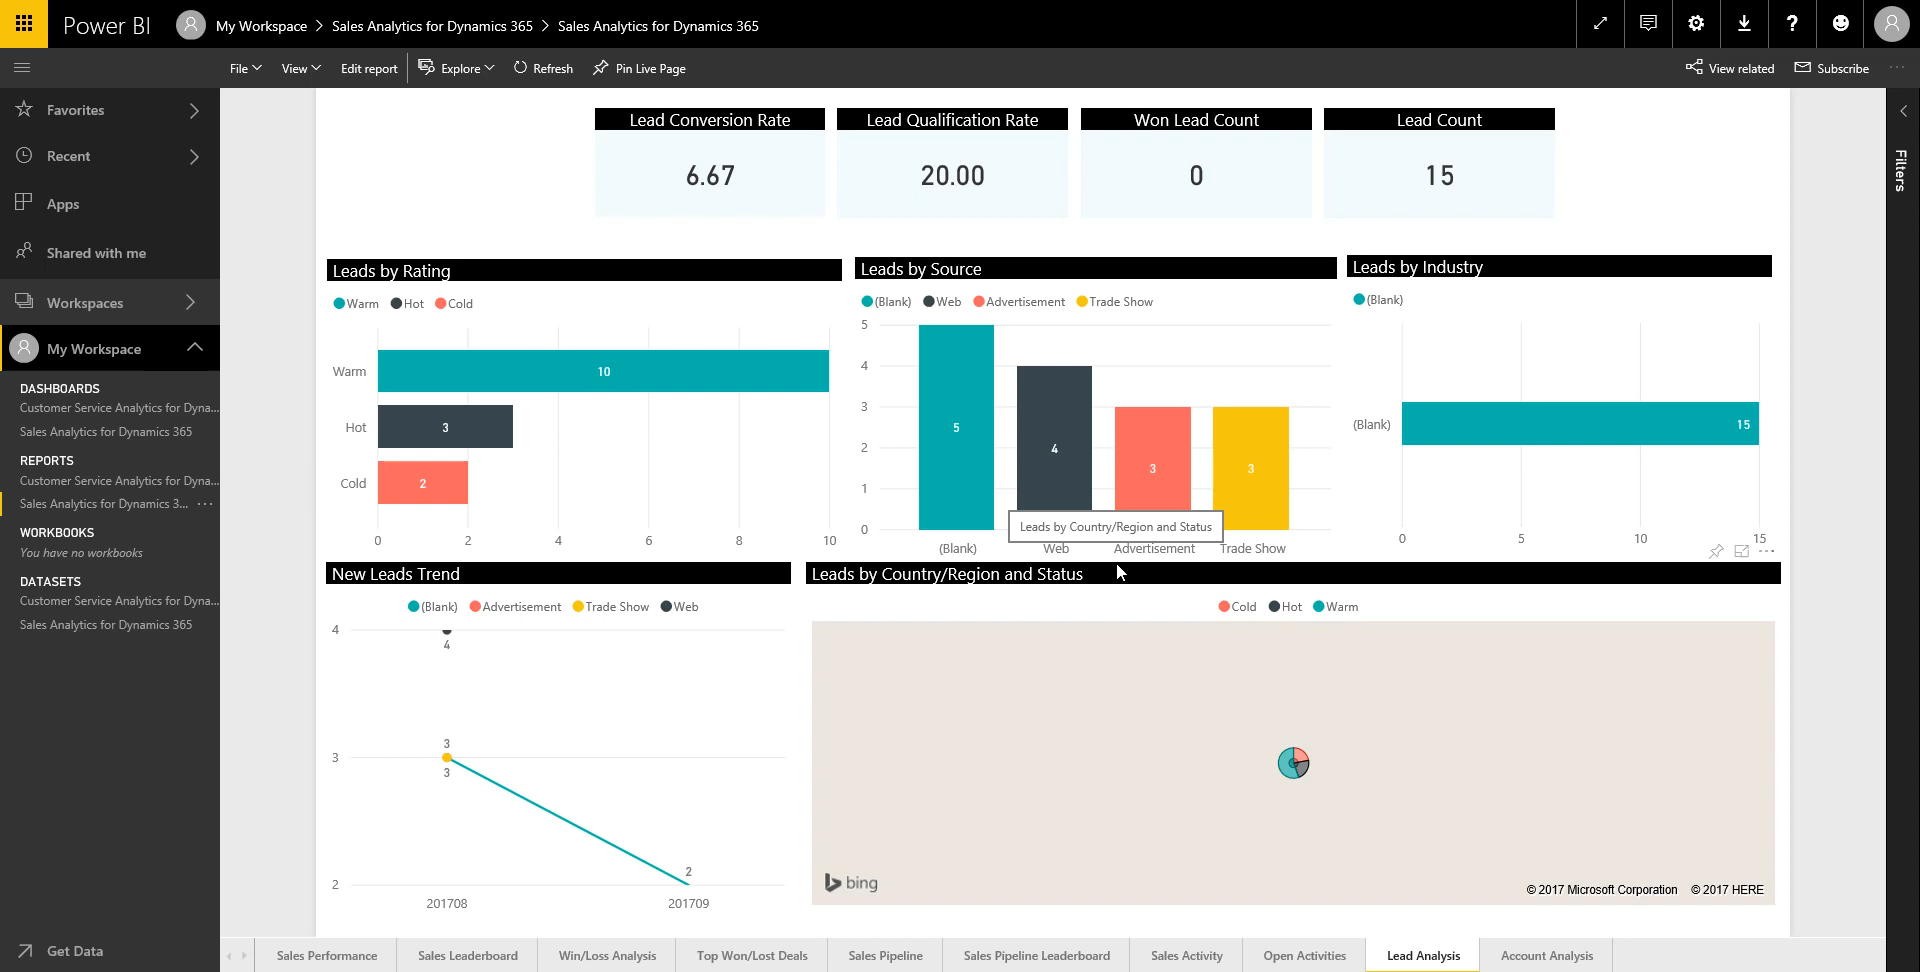 Power BI
My Workspace > Sales Analytics for Dynamics 365 > Sales Analytics for Dynamics 365
File View Edit report Explore Refresh Pin Live Page View related Subscribe
Favorites
Recent
Apps
Shared with me
Workspaces
My Workspace
DASHBOARDS
Customer Service Analytics for Dyna...
Sales Analytics for Dynamics 365
REPORTS
Customer Service Analytics for Dyna...
Sales Analytics for Dynamics 3... ...
WORKBOOKS
You have no workbooks
DATASETS
Customer Service Analytics for Dyna...
Sales Analytics for Dynamics 365
Get Data
Filters
Lead Conversion Rate
6.67
Lead Qualification Rate
20.00
Won Lead Count
0
Lead Count
15
Leads by Rating
Warm Hot Cold
Warm 10
Hot 3
Cold 2
0 2 4 6 8 10
Leads by Source
(Blank) Web Advertisement Trade Show
5
4
3
2
1
0
5 4 3 3
Leads by Country/Region and Status
(Blank) Web Advertisement Trade Show
Leads by Industry
(Blank)
(Blank) 15
0 5 10 15
New Leads Trend
(Blank) Advertisement Trade Show Web
4
3
2
4
3
3
2
201708 201709
Leads by Country/Region and Status
Cold Hot Warm
bing
© 2017 Microsoft Corporation © 2017 HERE
Sales Performance Sales Leaderboard Win/Loss Analysis Top Won/Lost Deals Sales Pipeline Sales Pipeline Leaderboard Sales Activity Open Activities Lead Analysis Account Analysis